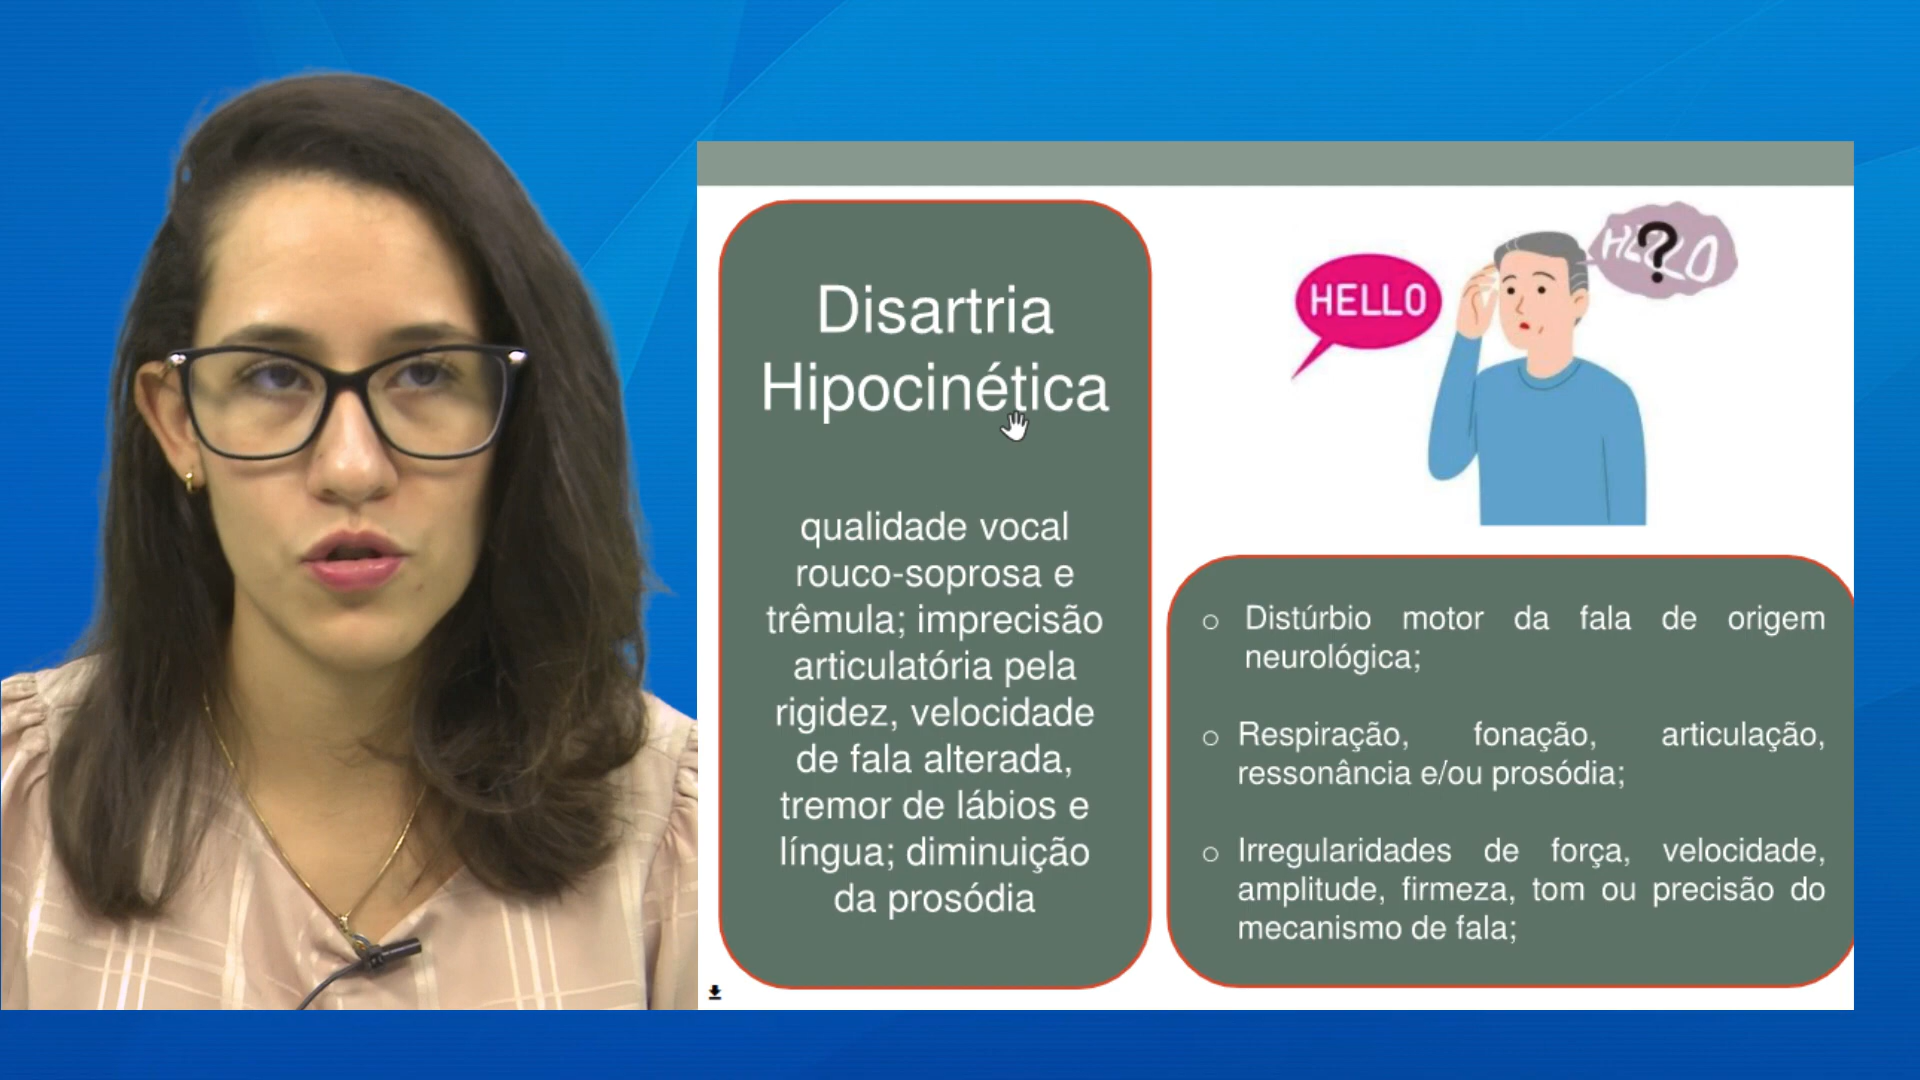 Disartria
Hipocinética
qualidade vocal
rouco-soprosa e
trêmula; imprecisão
articulatória pela
rigidez, velocidade
de fala alterada,
tremor de lábios e
língua; diminuição
da prosódia
HELLO
HELLO
?
o Distúrbio motor da fala de origem
neurológica;
o Respiração, fonação, articulação,
ressonância e/ou prosódia;
o Irregularidades de força, velocidade,
amplitude, firmeza, tom ou precisão do
mecanismo de fala;